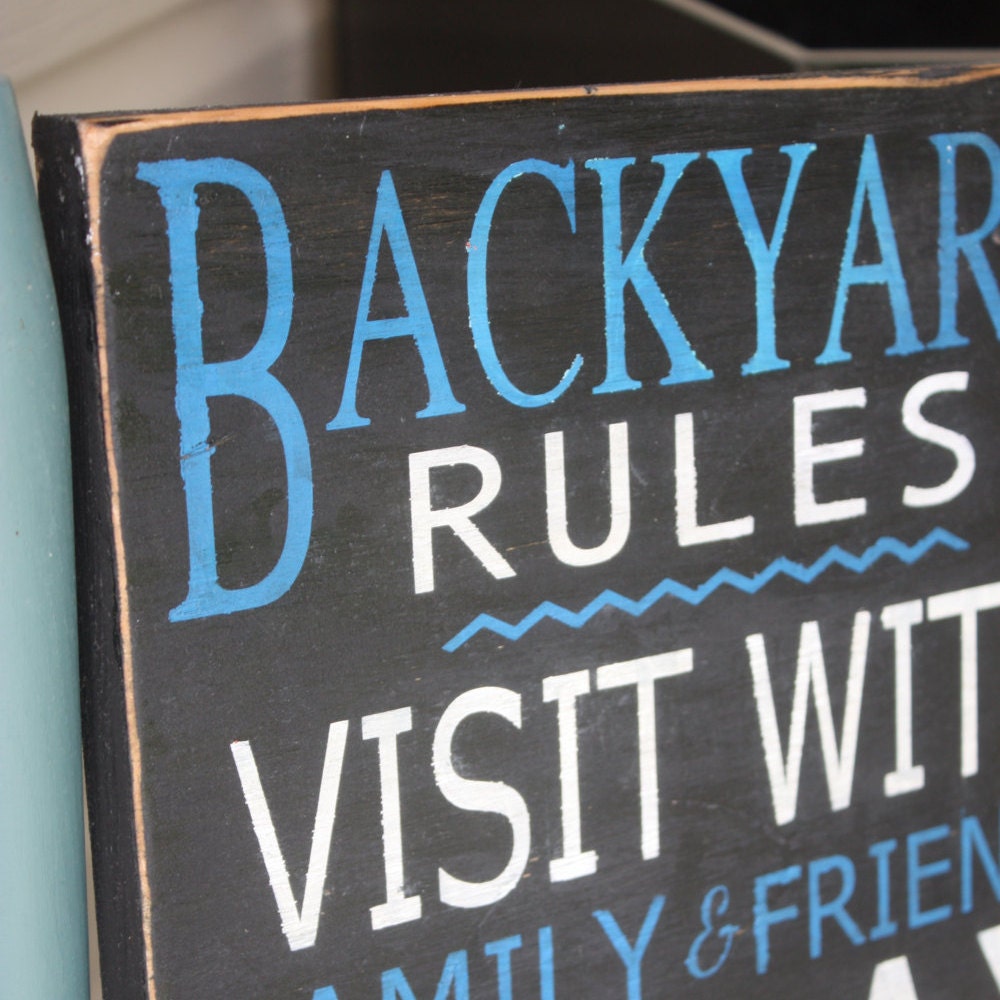 BACKYAR
RULES
VISIT WIT
AMILY & FRIEN